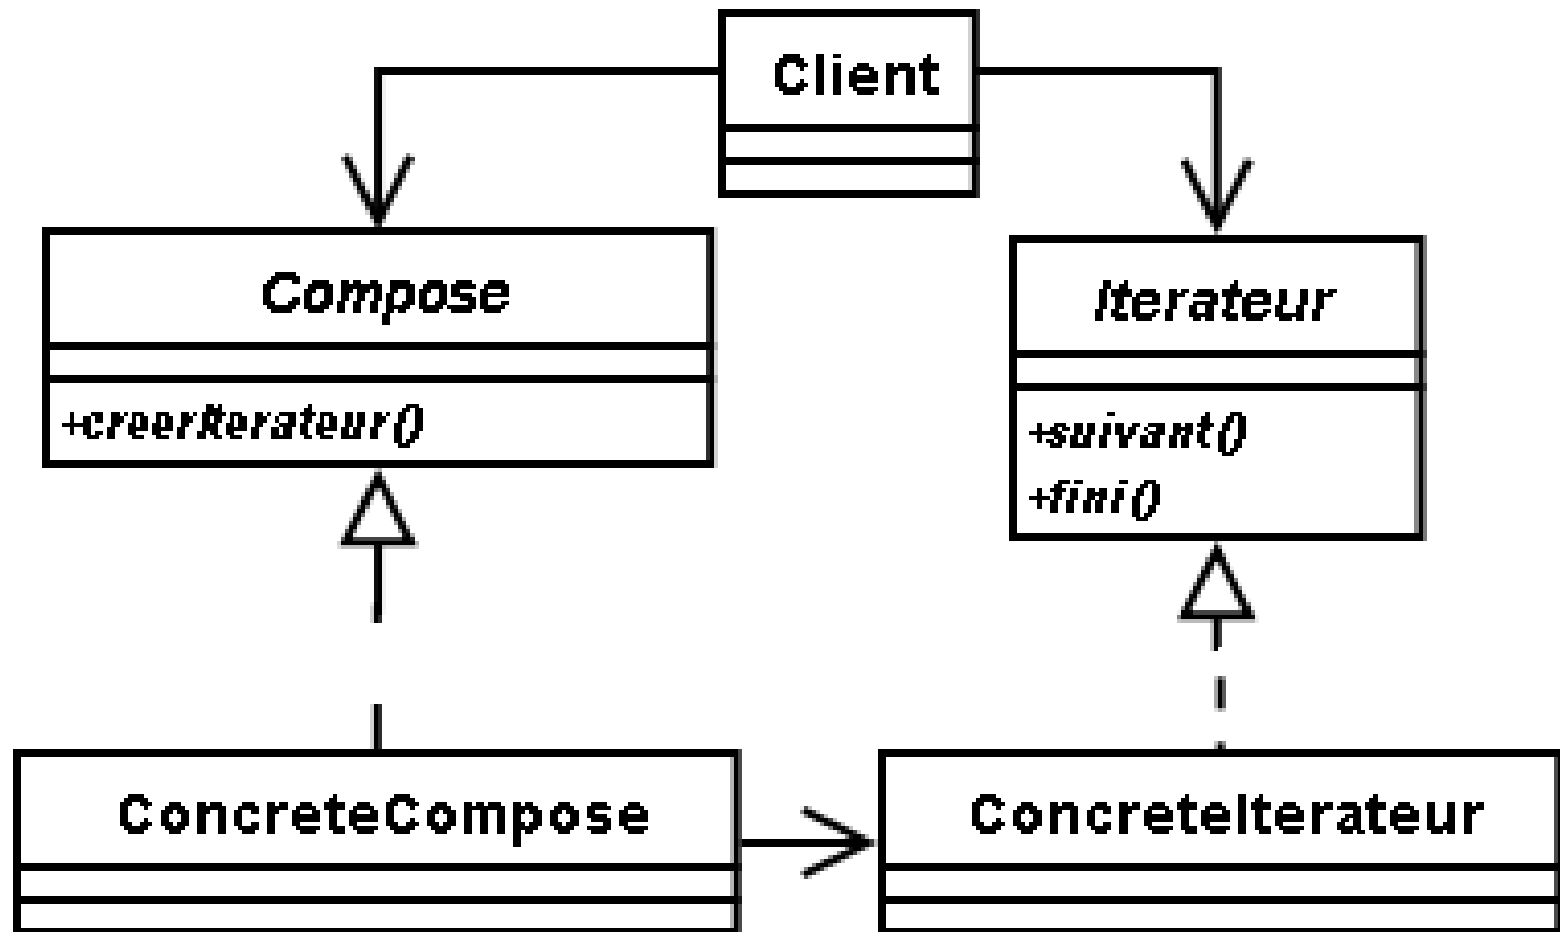 Client
Compose
+creerIterateur()
Iterateur
+suivant()
+fini()
ConcreteCompose
ConcreteIterateur